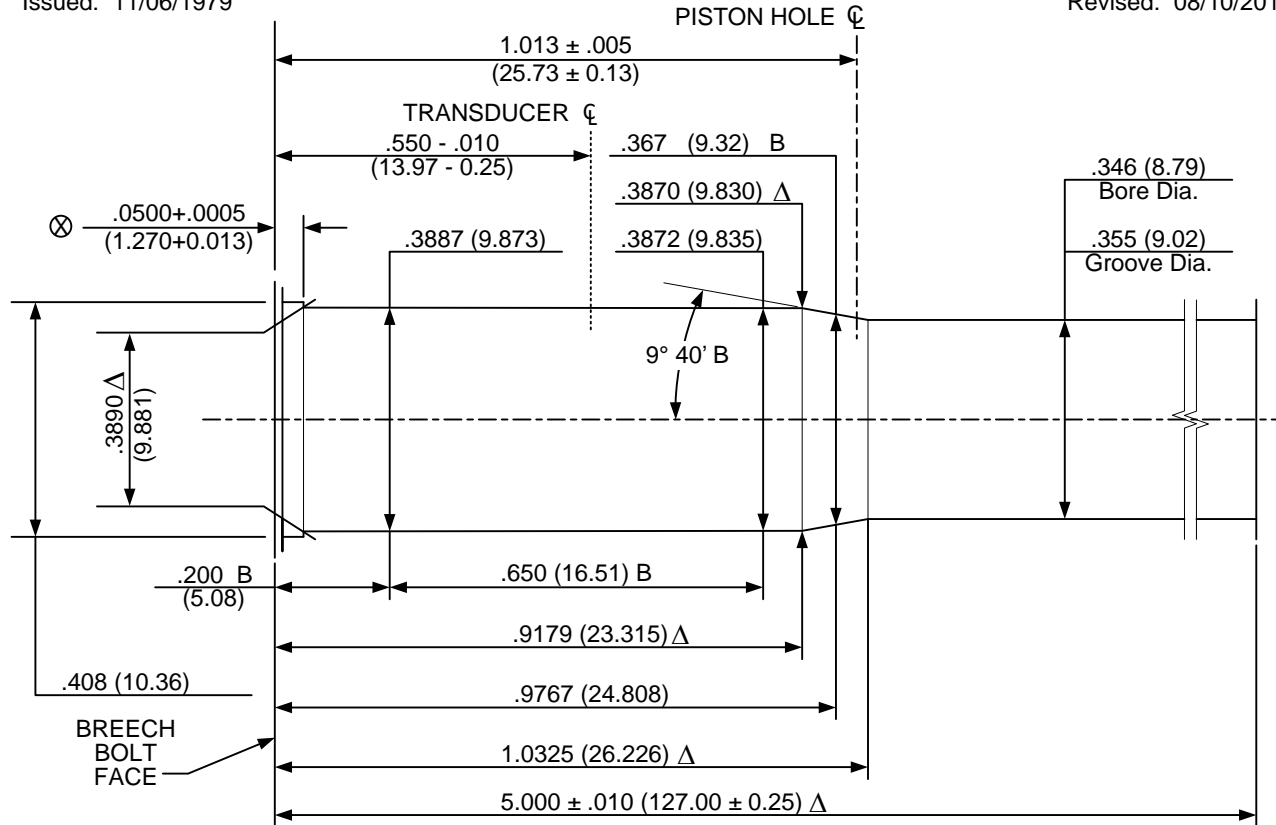 Issued: 11/06/1979
Revised: 08/10/201
PISTON HOLE ℄
1.013 ± .005
(25.73 ± 0.13)
TRANSDUCER ℄
.550 - .010
(13.97 - 0.25)
.367 (9.32) B
.3870 (9.830) Δ
.346 (8.79)
Bore Dia.
⊗ .0500+.0005
(1.270+0.013)
.3887 (9.873)
.3872 (9.835)
.355 (9.02)
Groove Dia.
9° 40' B
.3890 Δ
(9.881)
.200 B
(5.08)
.650 (16.51) B
.9179 (23.315) Δ
.408 (10.36)
.9767 (24.808)
BREECH
BOLT
FACE
1.0325 (26.226) Δ
5.000 ± .010 (127.00 ± 0.25) Δ